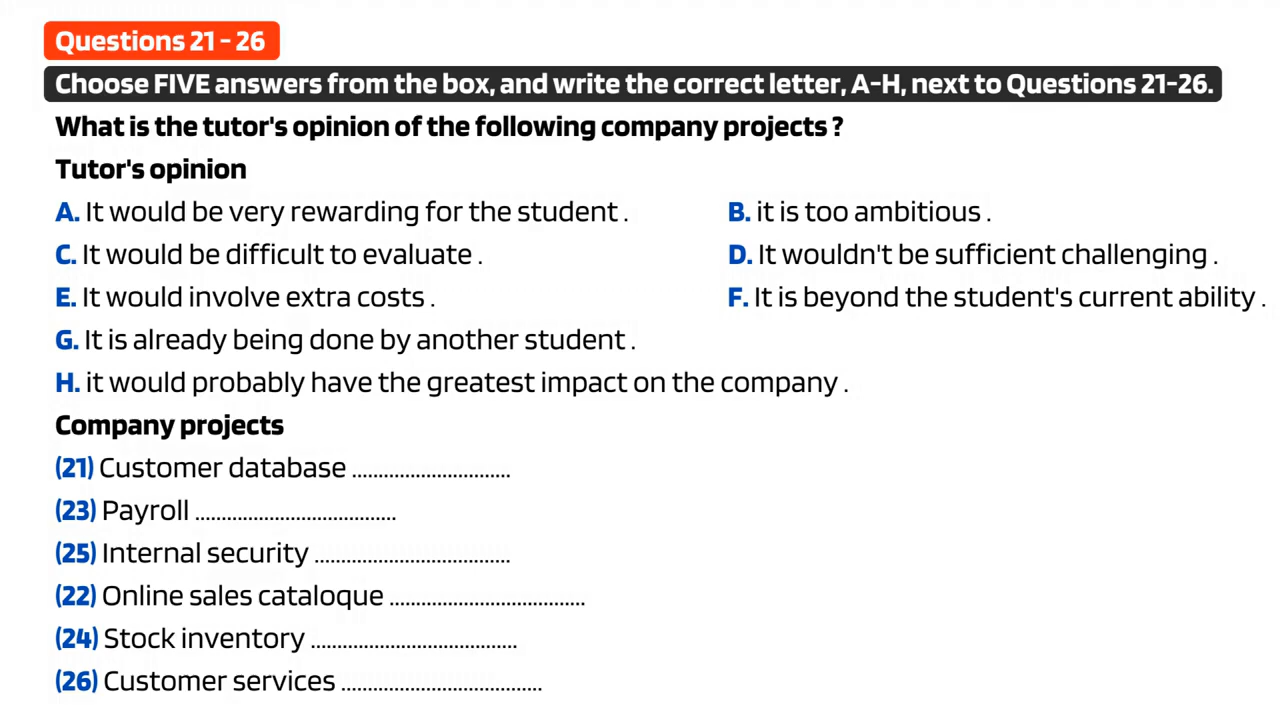 Questions 21 - 26
Choose FIVE answers from the box, and write the correct letter, A-H, next to Questions 21-26.
What is the tutor's opinion of the following company projects ?
Tutor's opinion
A. It would be very rewarding for the student . B. it is too ambitious .
C. It would be difficult to evaluate . D. It wouldn't be sufficient challenging .
E. It would involve extra costs . F. It is beyond the student's current ability .
G. It is already being done by another student .
H. it would probably have the greatest impact on the company .
Company projects
(21) Customer database ..............................
(23) Payroll ......................................
(25) Internal security .....................................
(22) Online sales cataloque .....................................
(24) Stock inventory .......................................
(26) Customer services ......................................